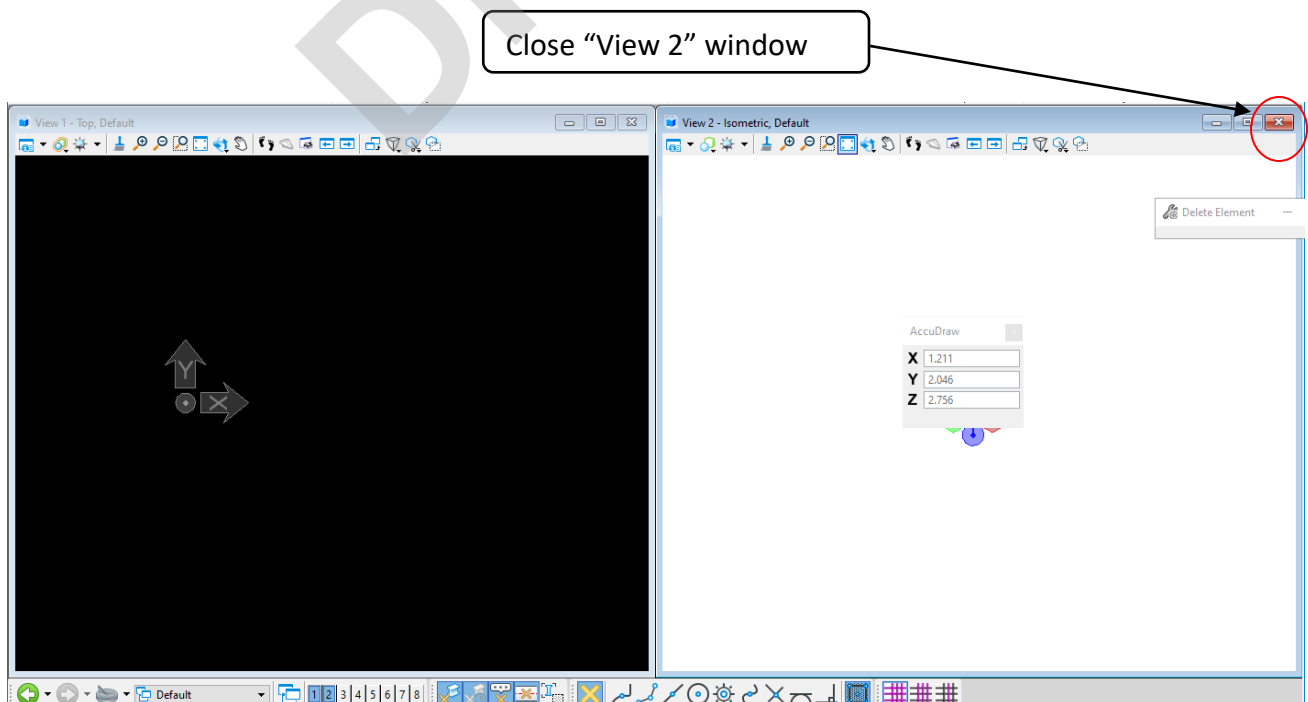 Close “View 2” window
View 1 - Top, Default
View 2 - Isometric, Default
Delete Element
AccuDraw
X 1.211
Y 2.046
Z 2.756
Y
X
Default
1 2 3 4 5 6 7 8